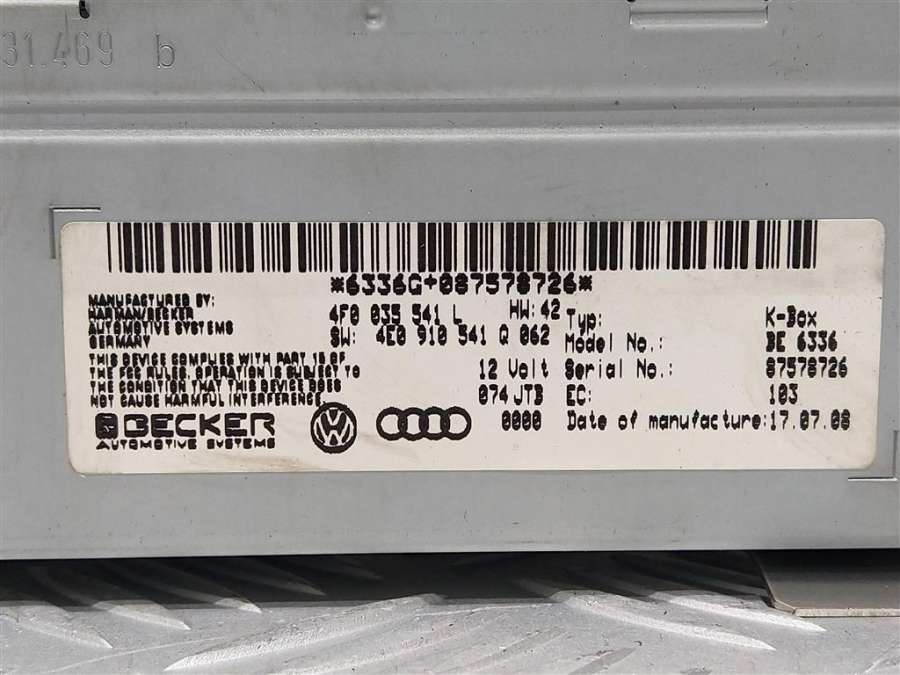 31.469 b
*6336G+087578726*
MANUFACTURED BY:
HARMAN/BECKER
AUTOMOTIVE SYSTEMS
GERMANY
THIS DEVICE COMPLIES WITH PART 15 OF
THE FCC RULES. OPERATION IS SUBJECT TO
THE CONDITION THAT THIS DEVICE DOES
NOT CAUSE HARMFUL INTERFERENCE.
BECKER
AUTOMOTIVE SYSTEMS
4F0 035 541 L HW: 42
SW: 4E0 910 541 Q 062
12 Volt
074JTB
0000
Typ: K-Box
Model No.: BE 6336
Serial No.: 87578726
EC: 103
Date of manufacture: 17.07.08